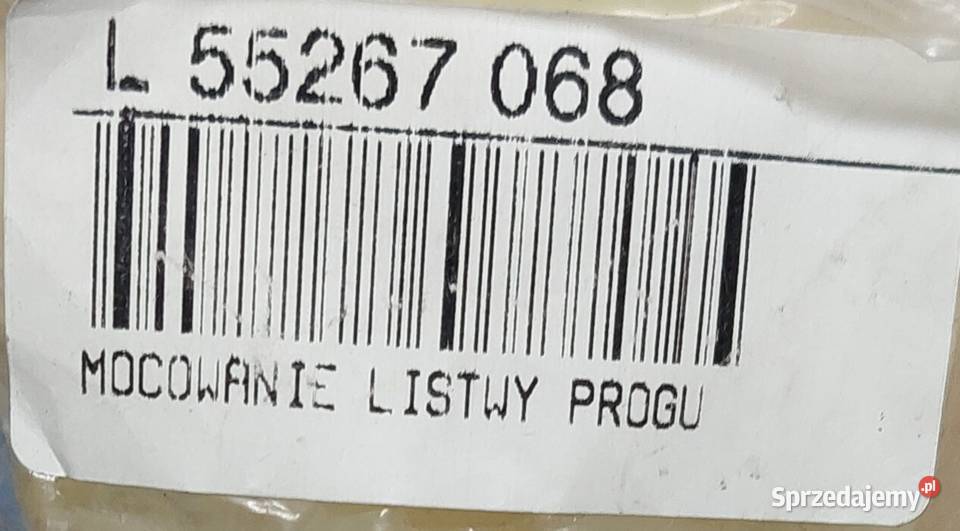 L 55267 068
MOCOWANIE LISTWY PROGU
Sprzedajemy.pl